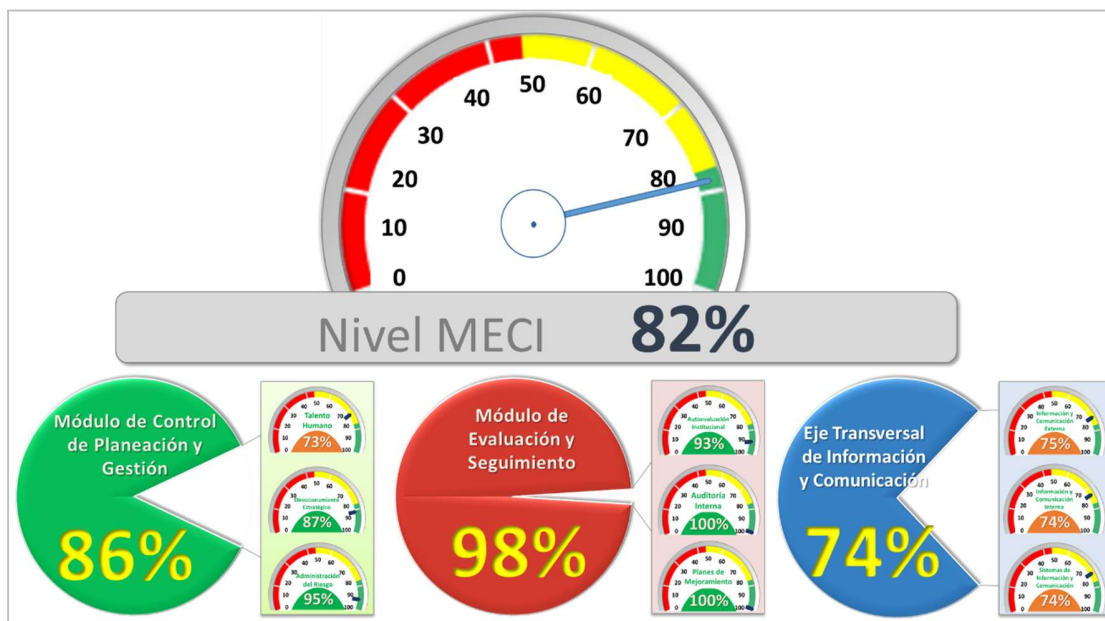 0
10
20
30
40
50
60
70
80
90
100
Nivel MECI 82%
Módulo de Control
de Planeación y
Gestión
86%
Talento
Humano
73%
Direccionamiento
Estratégico
87%
Administración
del Riesgo
95%
Módulo de
Evaluación y
Seguimiento
98%
Autoevaluación
Institucional
93%
Auditoría
Interna
100%
Planes de
Mejoramiento
100%
Eje Transversal
de Información
y Comunicación
74%
Información y
Comunicación
Externa
75%
Información y
Comunicación
Interna
74%
Sistemas de
Información y
Comunicación
74%